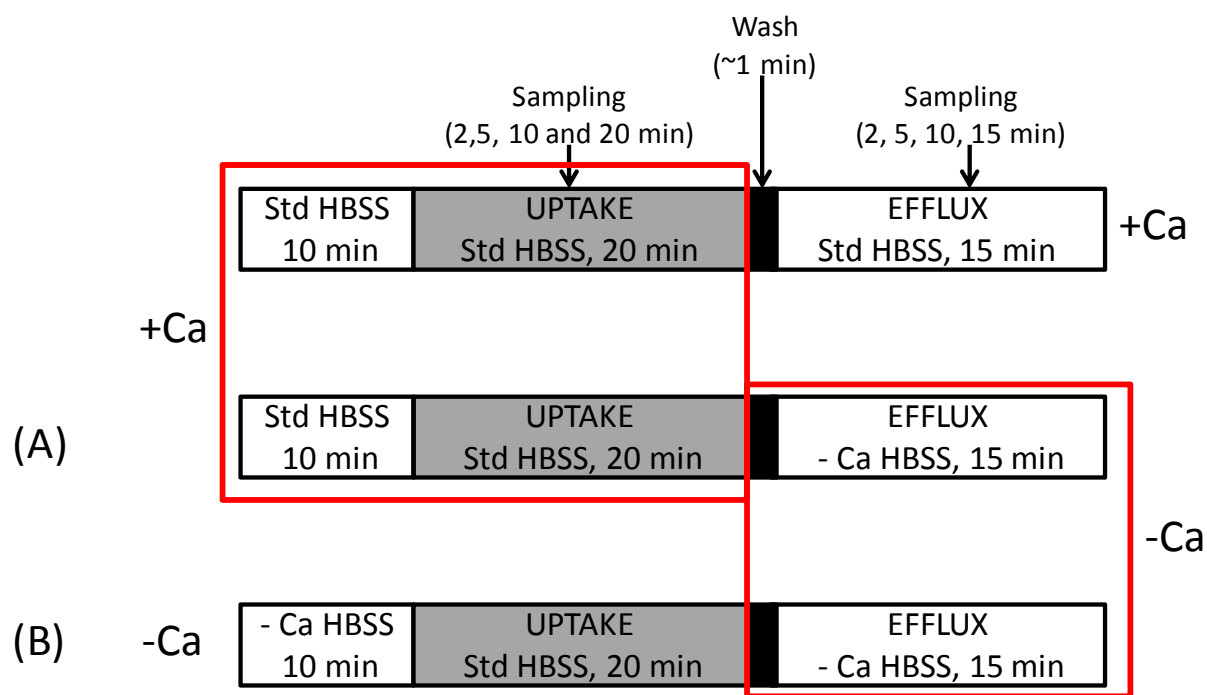 Wash
(~1 min)
Sampling
(2,5, 10 and 20 min)
Sampling
(2, 5, 10, 15 min)
Std HBSS
10 min
UPTAKE
Std HBSS, 20 min
EFFLUX
Std HBSS, 15 min
+Ca
+Ca
(A)
Std HBSS
10 min
UPTAKE
Std HBSS, 20 min
EFFLUX
- Ca HBSS, 15 min
-Ca
(B)
-Ca
- Ca HBSS
10 min
UPTAKE
Std HBSS, 20 min
EFFLUX
- Ca HBSS, 15 min